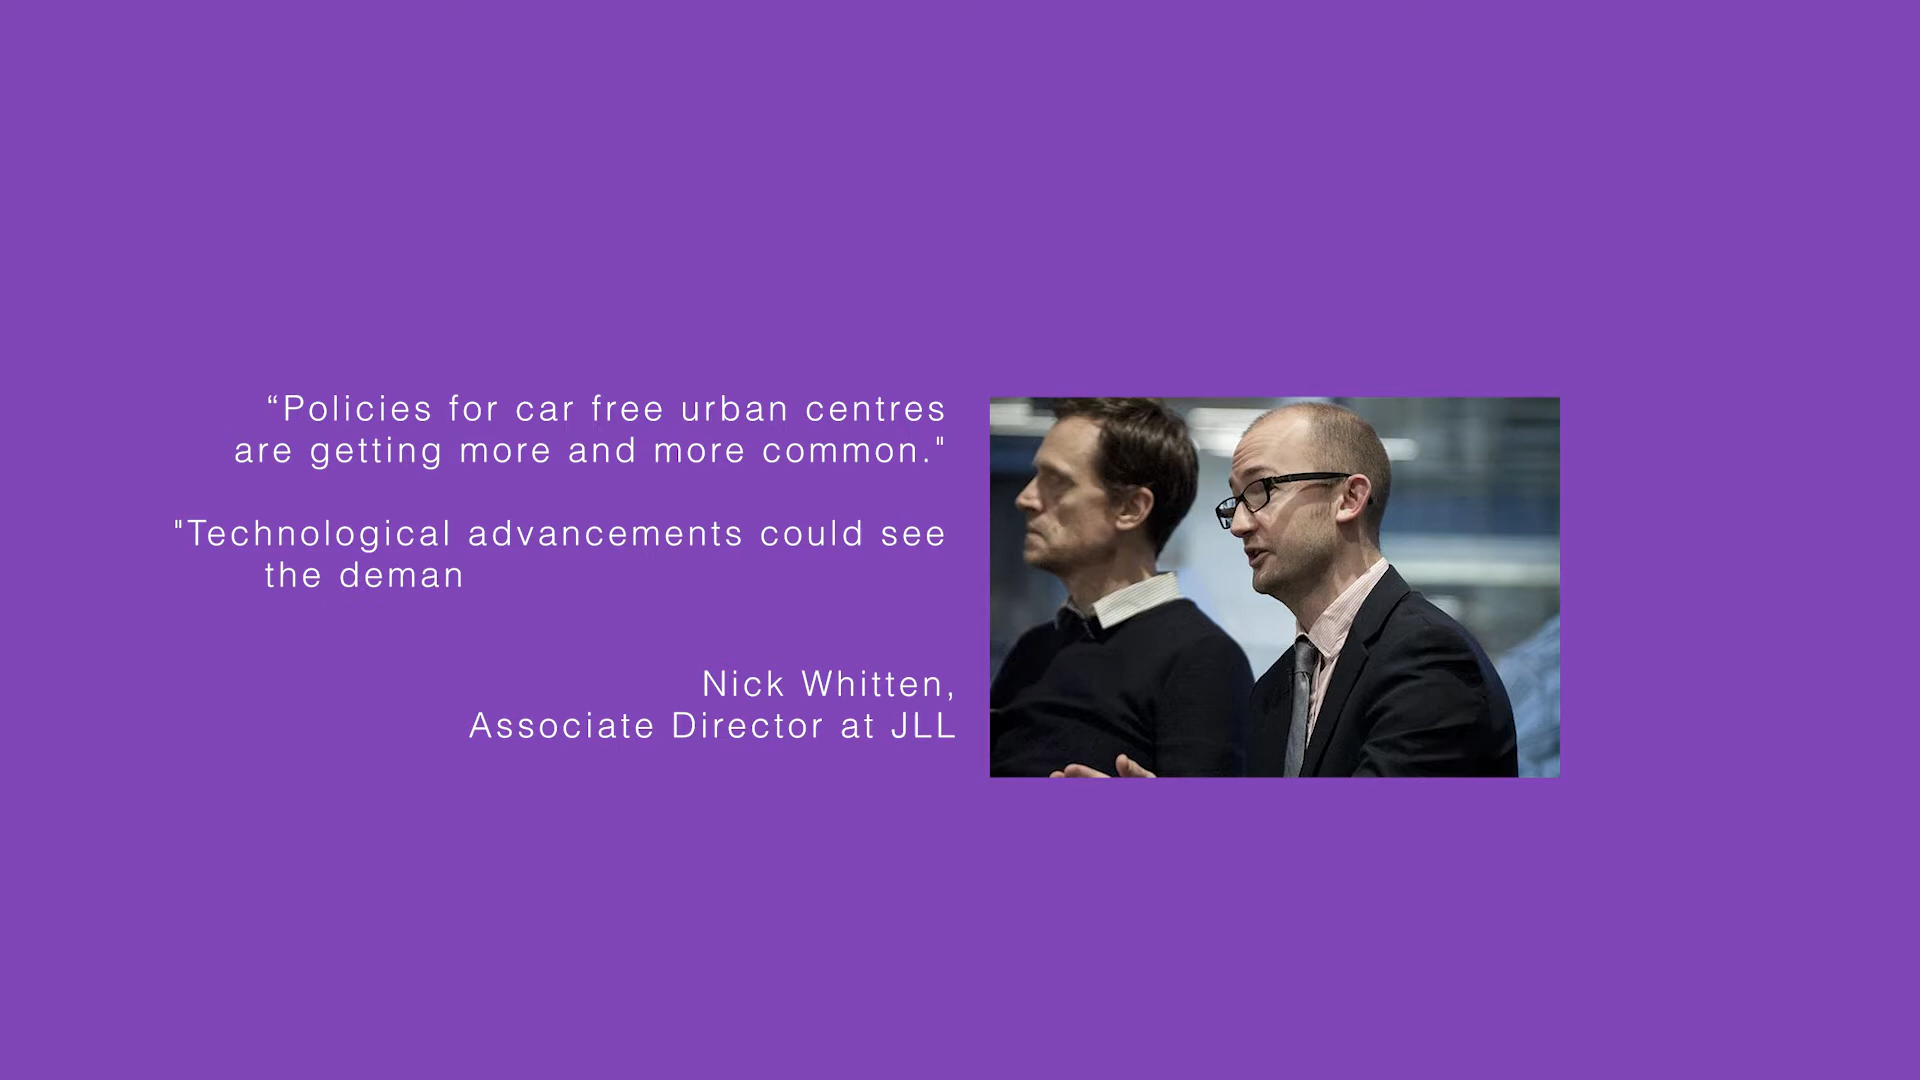 “Policies for car free urban centres
are getting more and more common."
"Technological advancements could see
the deman
Nick Whitten,
Associate Director at JLL